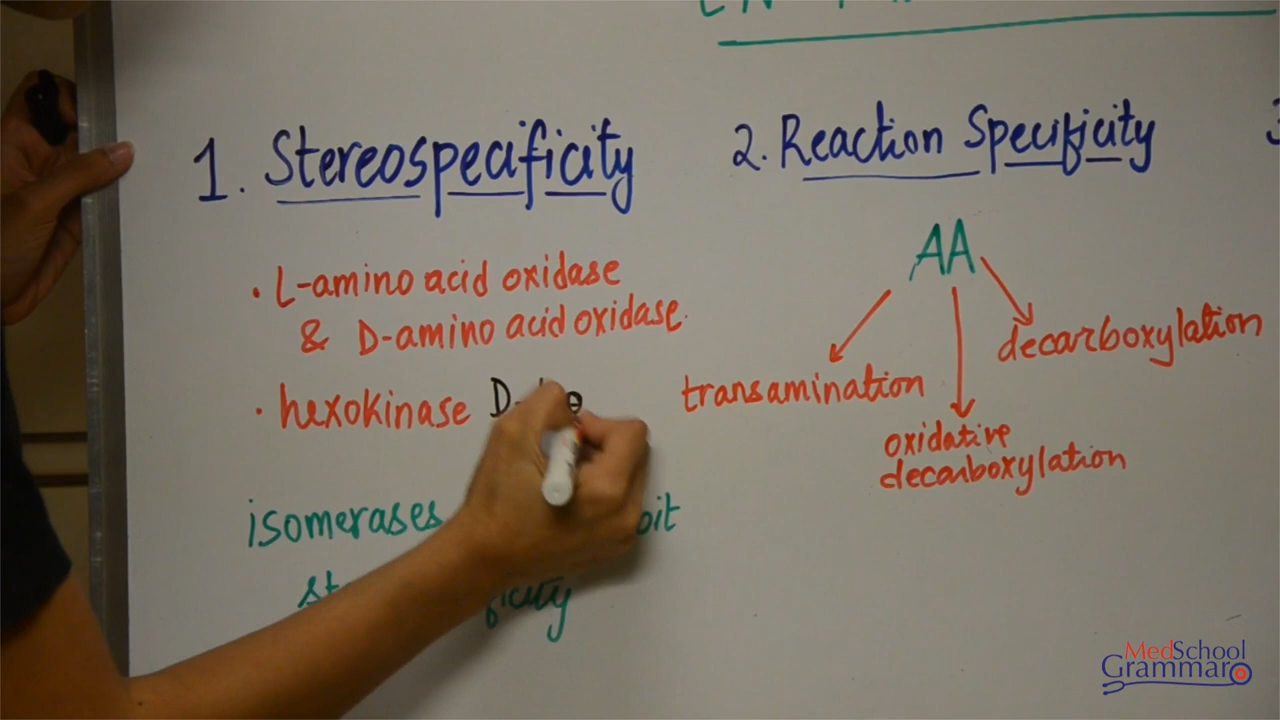 1. Stereospecificity
· L-amino acid oxidase
& D-amino acid oxidase.
· hexokinase
isomerases
2. Reaction Specificity
AA
transamination
oxidative
decarboxylation
decarboxylation
MedSchool
Grammar